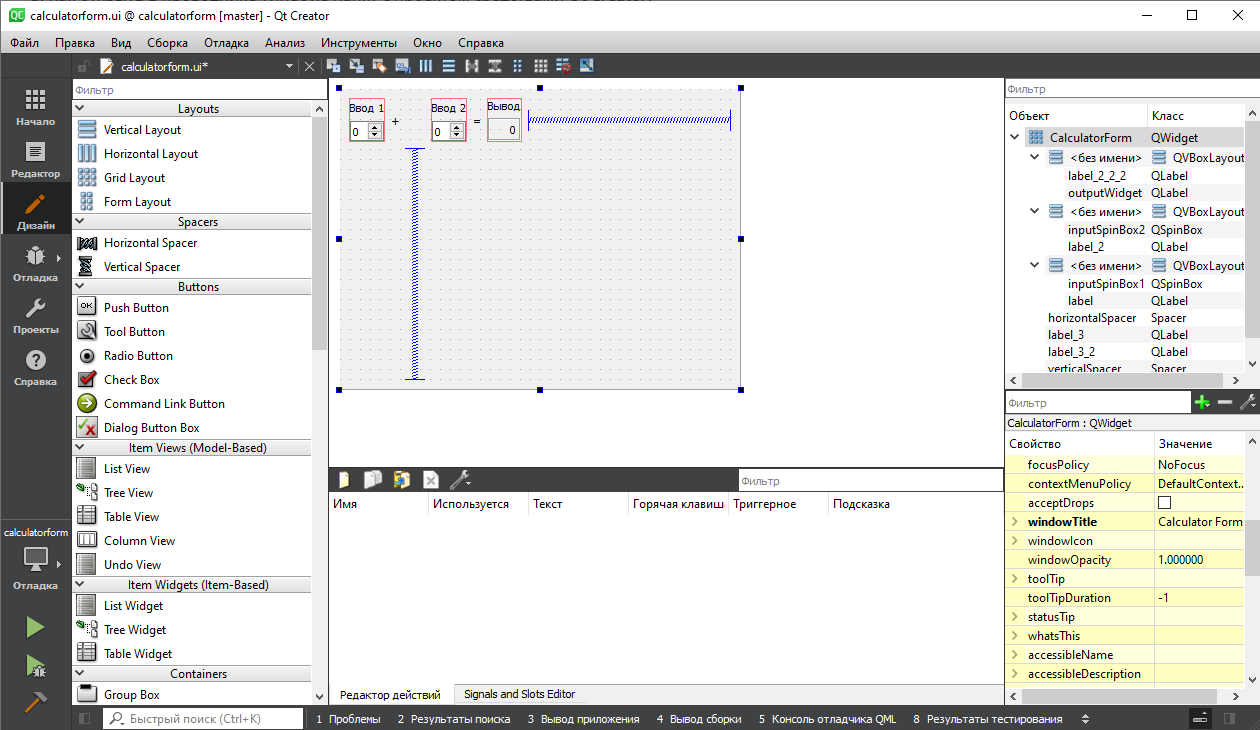 QC calculatorform.ui @ calculatorform [master] - Qt Creator
Файл Правка Вид Сборка Отладка Анализ Инструменты Окно Справка
calculatorform.ui*
Начало
Редактор
Дизайн
Отладка
Проекты
Справка
calculatorform
Отладка
Фильтр
Layouts
Vertical Layout
Horizontal Layout
Grid Layout
Form Layout
Spacers
Horizontal Spacer
Vertical Spacer
Buttons
OK Push Button
Tool Button
Radio Button
Check Box
Command Link Button
Dialog Button Box
Item Views (Model-Based)
List View
Tree View
Table View
Column View
Undo View
Item Widgets (Item-Based)
List Widget
Tree Widget
Table Widget
Containers
Group Box
Ввод 1 Ввод 2 Вывод
0 + 0 = 0
Фильтр
Имя Используется Текст Горячая клавиш Триггерное Подсказка
Редактор действий Signals and Slots Editor
Фильтр
Объект Класс
CalculatorForm QWidget
<без имени> QVBoxLayout
label_2_2_2 QLabel
outputWidget QLabel
<без имени> QVBoxLayout
inputSpinBox2 QSpinBox
label_2 QLabel
<без имени> QVBoxLayout
inputSpinBox1 QSpinBox
label QLabel
horizontalSpacer Spacer
label_3 QLabel
label_3_2 QLabel
verticalSpacer Spacer
Фильтр
CalculatorForm : QWidget
Свойство Значение
focusPolicy NoFocus
contextMenuPolicy DefaultContext...
acceptDrops
windowTitle Calculator Form
windowIcon
windowOpacity 1.000000
toolTip
toolTipDuration -1
statusTip
whatsThis
accessibleName
accessibleDescription
Быстрый поиск (Ctrl+K) 1 Проблемы 2 Результаты поиска 3 Вывод приложения 4 Вывод сборки 5 Консоль отладчика QML 8 Результаты тестирования